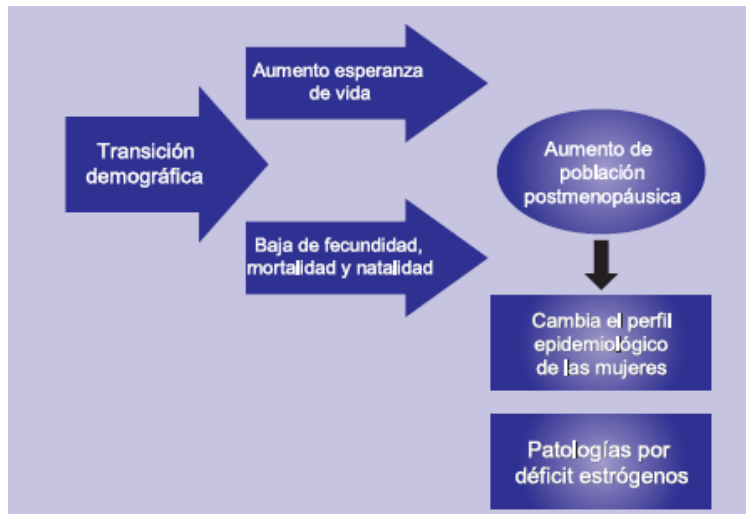 Transición
demográfica
Aumento esperanza
de vida
Baja de fecundidad,
mortalidad y natalidad
Aumento de
población
postmenopáusica
Cambia el perfil
epidemiológico
de las mujeres
Patologías por
déficit estrógenos